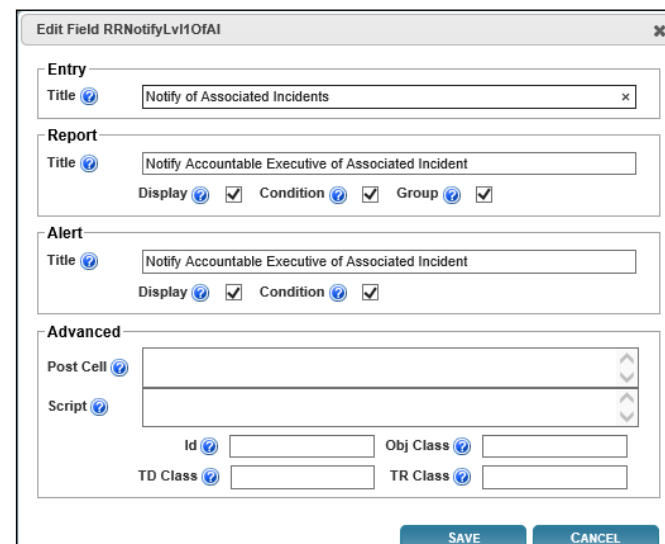 Edit Field RRNotifyLvl1OfAI
Entry
Title Notify of Associated Incidents
Report
Title Notify Accountable Executive of Associated Incident
Display Condition Group
Alert
Title Notify Accountable Executive of Associated Incident
Display Condition
Advanced
Post Cell
Script
Id Obj Class
TD Class TR Class
SAVE CANCEL